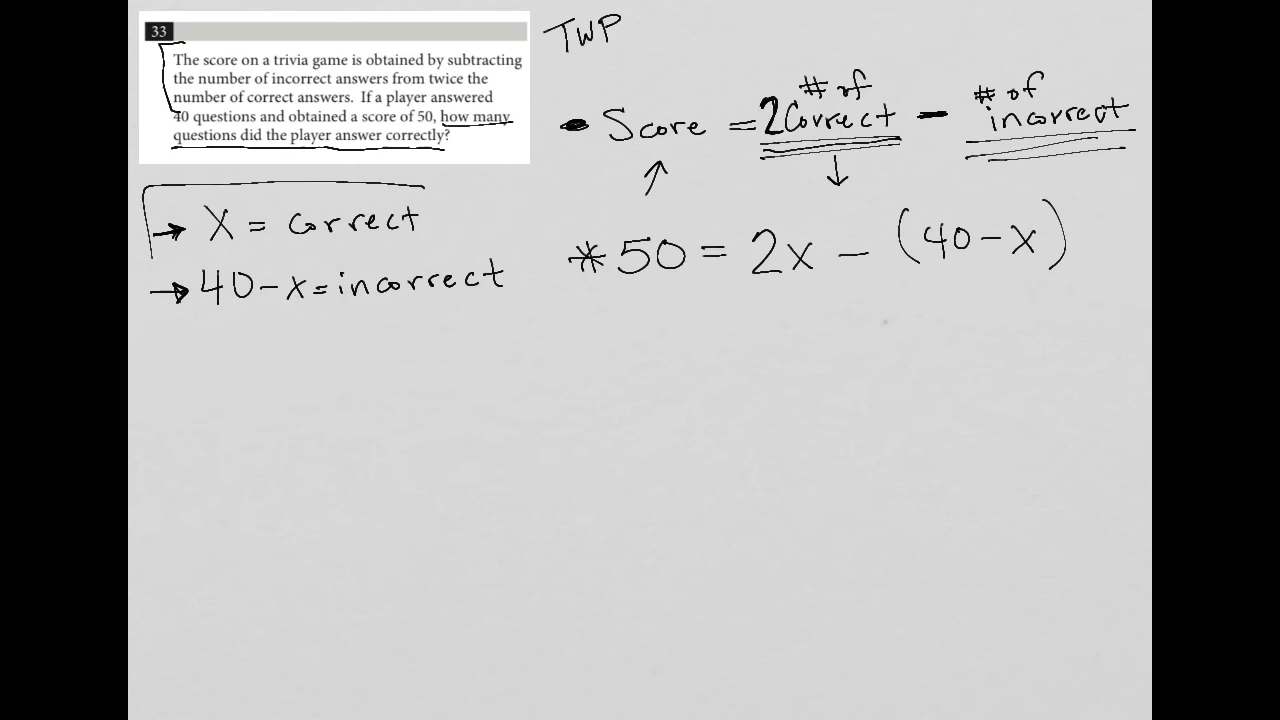 33
The score on a trivia game is obtained by subtracting
the number of incorrect answers from twice the
number of correct answers. If a player answered
40 questions and obtained a score of 50, how many
questions did the player answer correctly?
TWP
# of # of
Score = 2Correct - incorrect
X = correct
40-x=incorrect
*50 = 2x - (40-x)